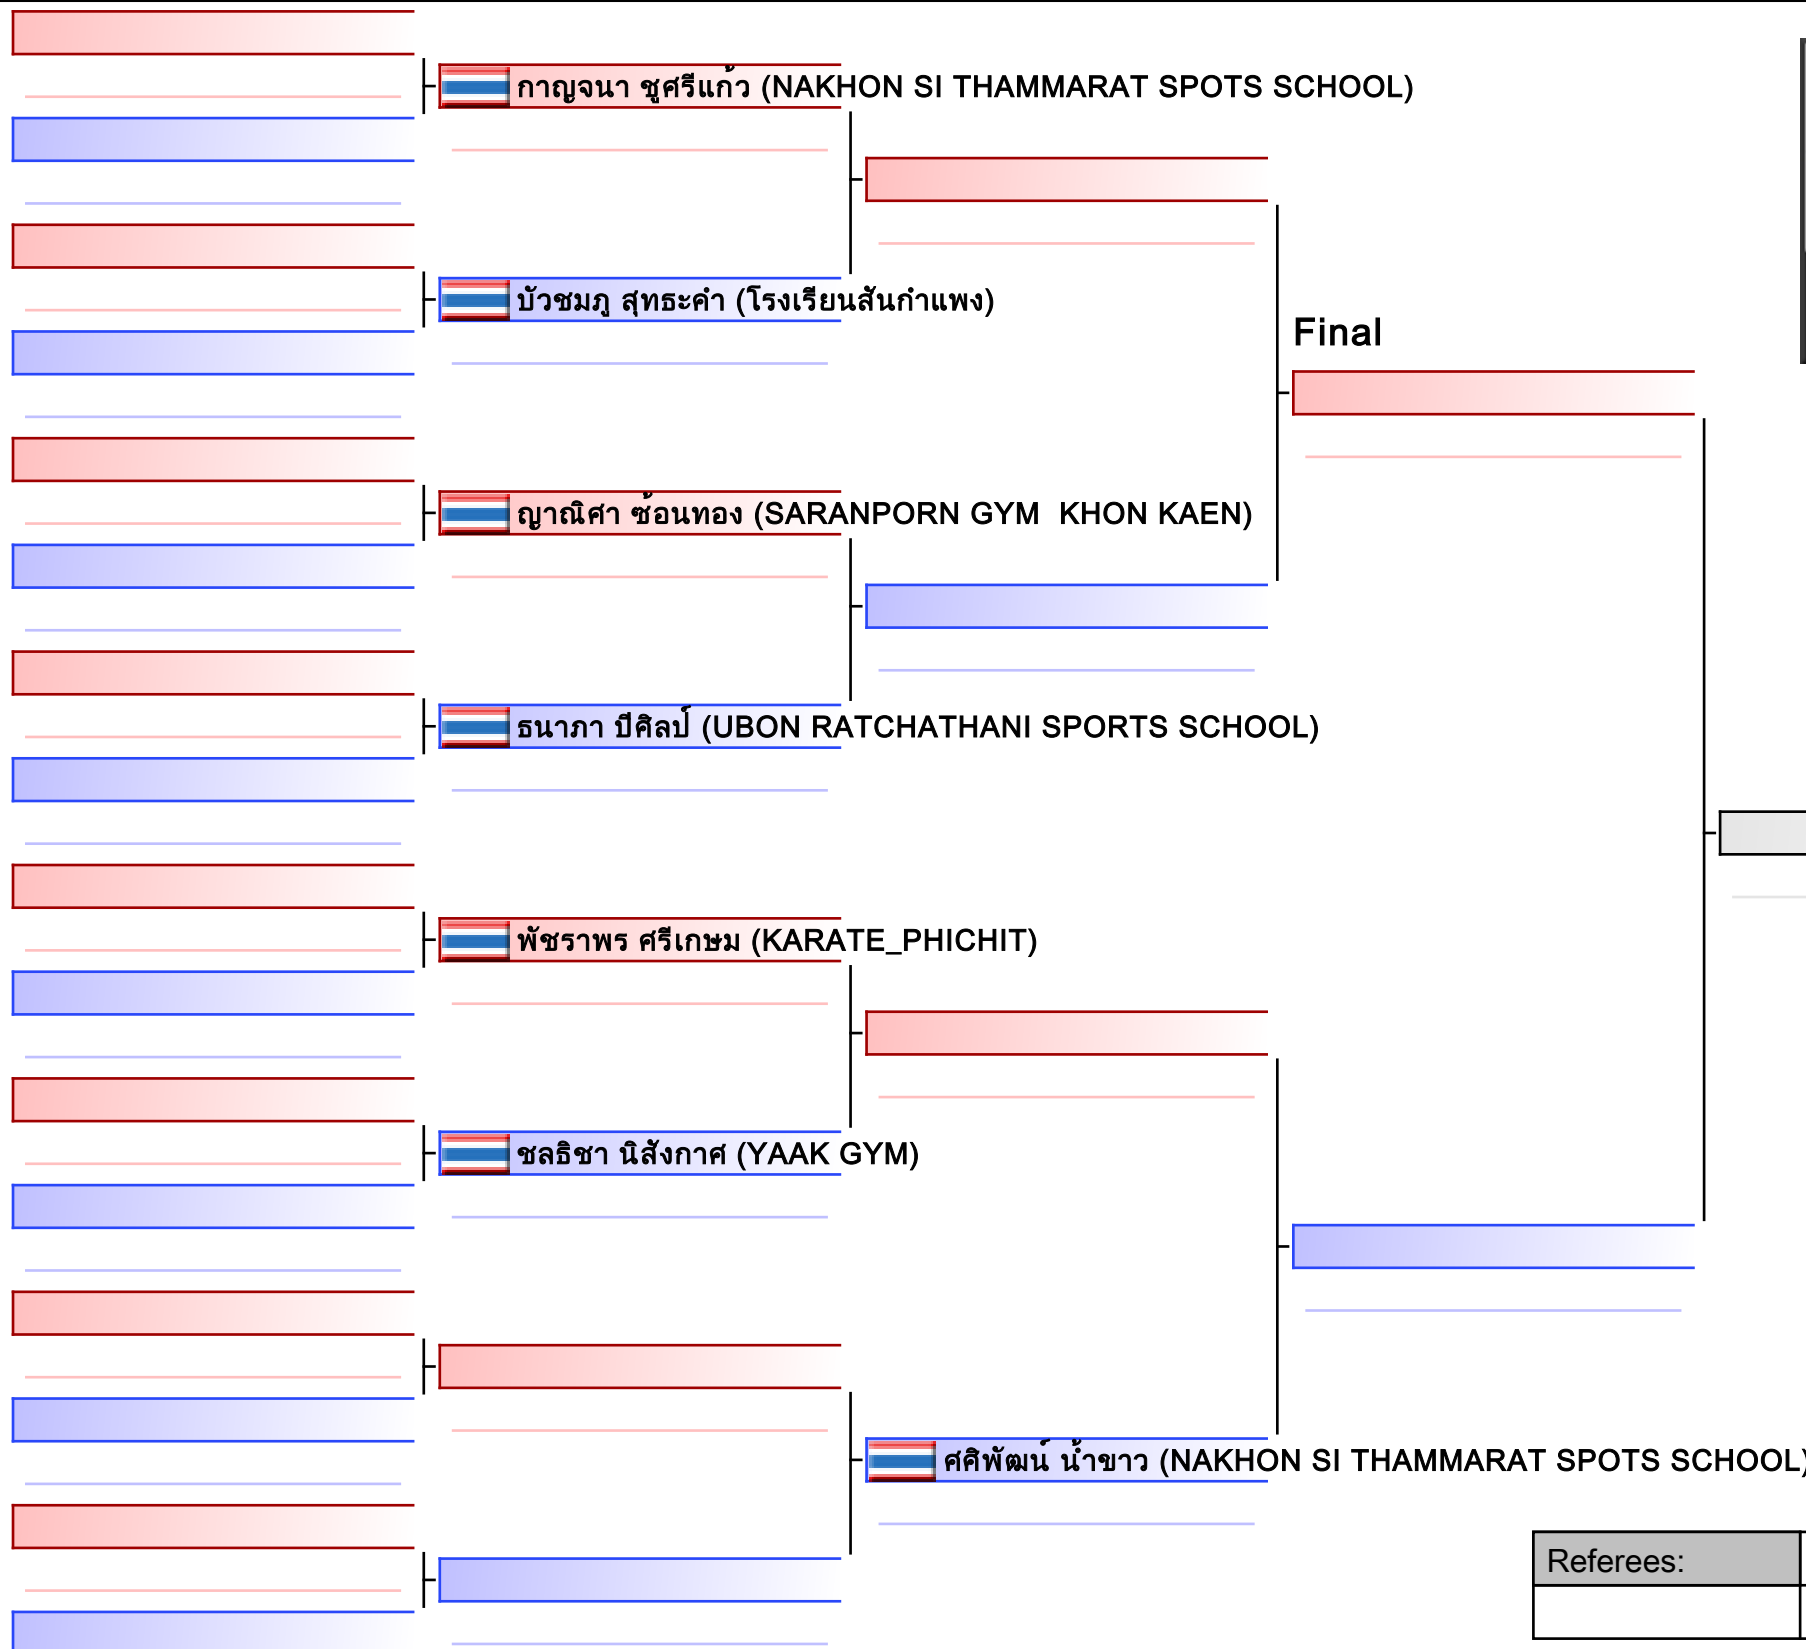 กาญจนา ชูศรีแก้ว (NAKHON SI THAMMARAT SPOTS SCHOOL)
บัวชมภู สุทธะคำ (โรงเรียนสันกำแพง)
Final
ญาณิศา ซ้อนทอง (SARANPORN GYM  KHON KAEN)
ธนาภา บีศิลป์ (UBON RATCHATHANI SPORTS SCHOOL)
พัชราพร ศรีเกษม (KARATE_PHICHIT)
ชลธิชา นิสังกาศ (YAAK GYM)
ศศิพัฒน์ น้ำขาว (NAKHON SI THAMMARAT SPOTS SCHOOL)
Referees: